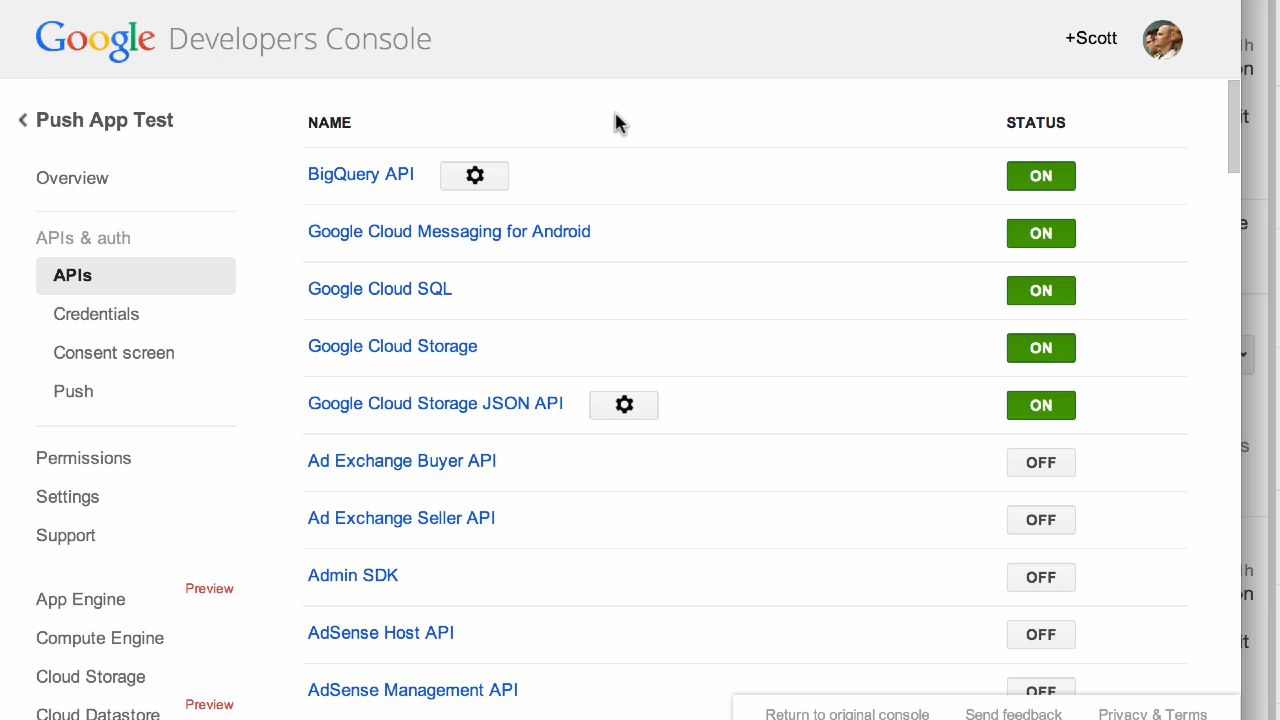 Google Developers Console
+Scott
Push App Test
Overview
APIs & auth
APIs
Credentials
Consent screen
Push
Permissions
Settings
Support
App Engine Preview
Compute Engine
Cloud Storage
Cloud Datastore Preview
NAME STATUS
BigQuery API ON
Google Cloud Messaging for Android ON
Google Cloud SQL ON
Google Cloud Storage ON
Google Cloud Storage JSON API ON
Ad Exchange Buyer API OFF
Ad Exchange Seller API OFF
Admin SDK OFF
AdSense Host API OFF
AdSense Management API OFF
Return to original console Send feedback Privacy & Terms